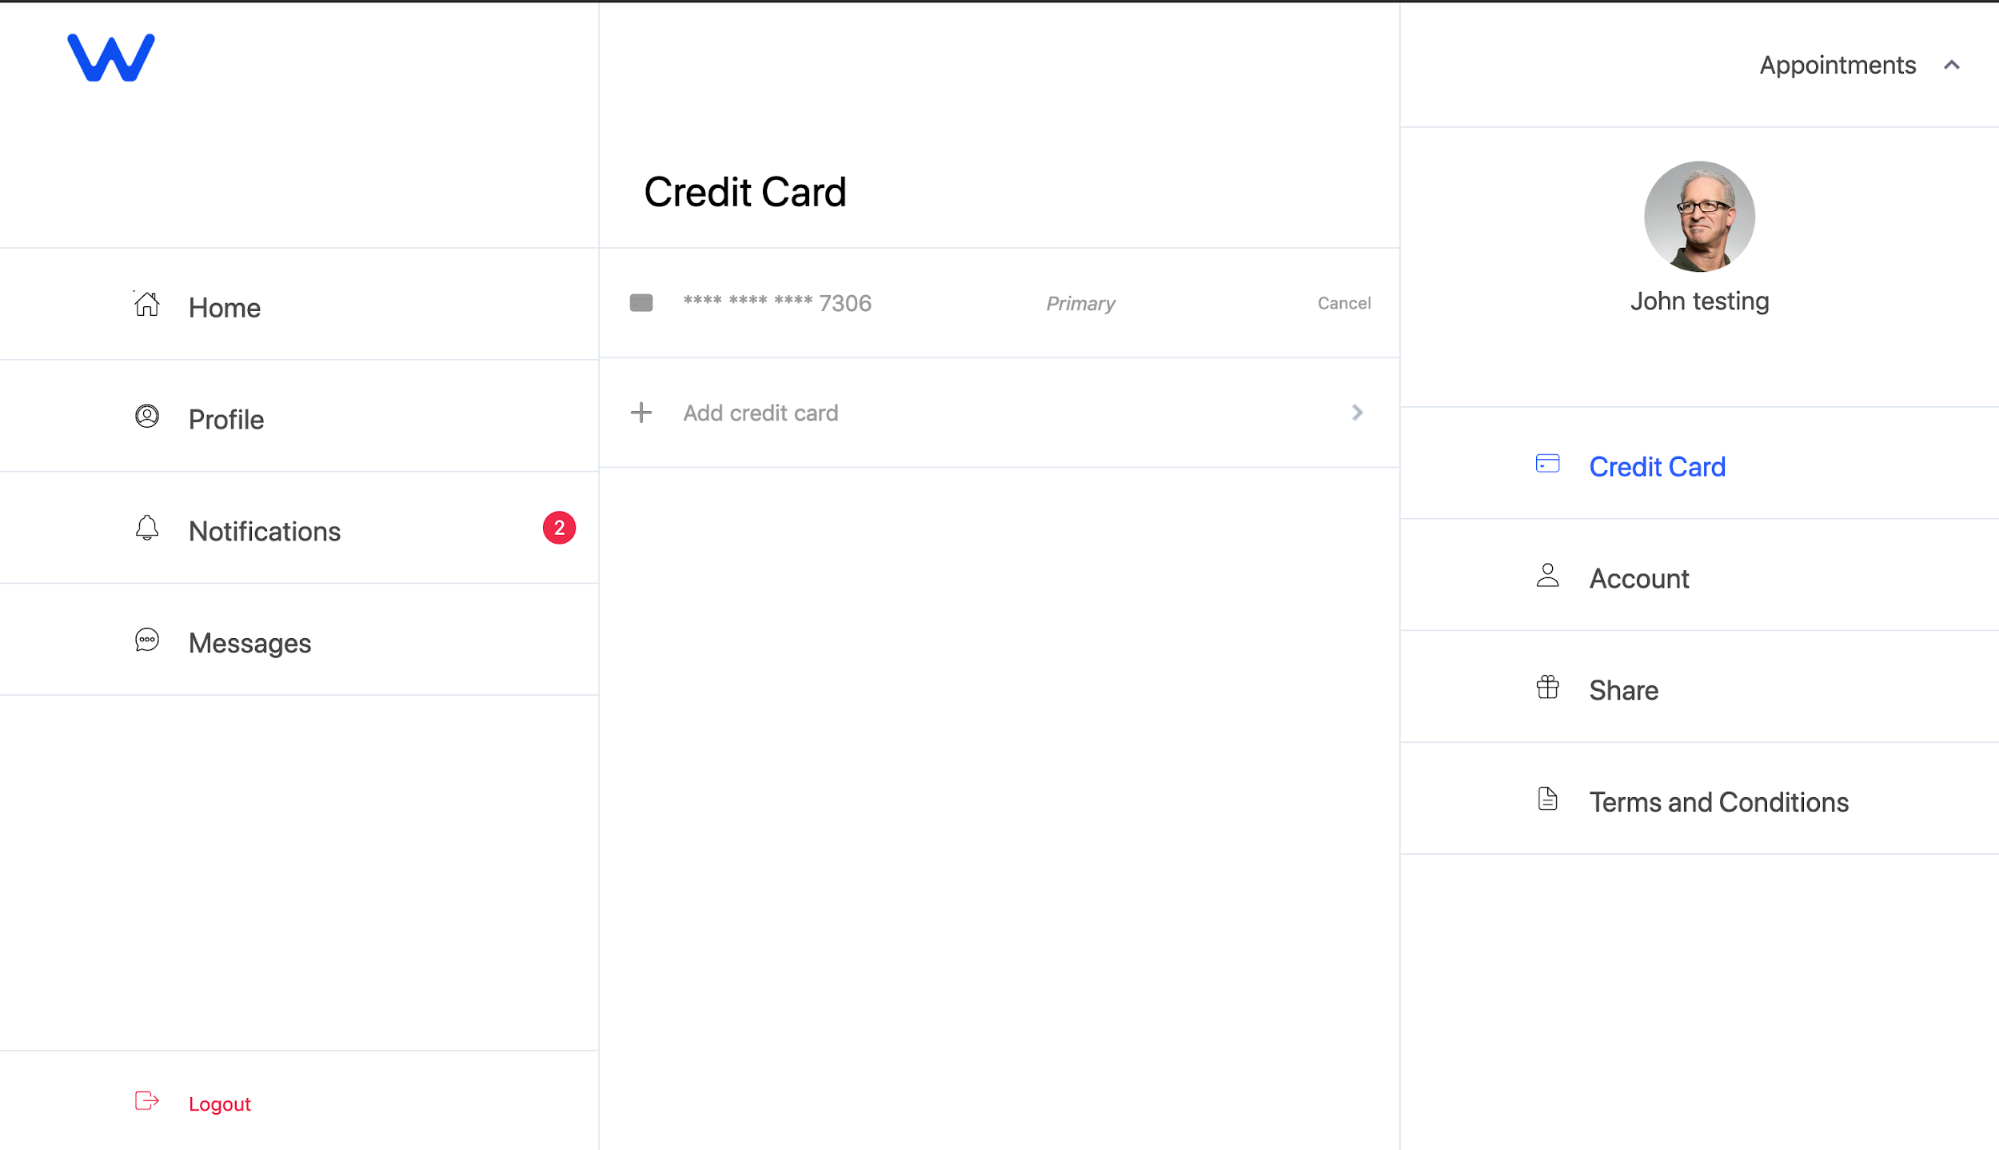 W
Appointments
Credit Card
John testing
Home
Profile
Notifications 2
Messages
Logout
**** **** **** 7306 Primary Cancel
Add credit card
Credit Card
Account
Share
Terms and Conditions